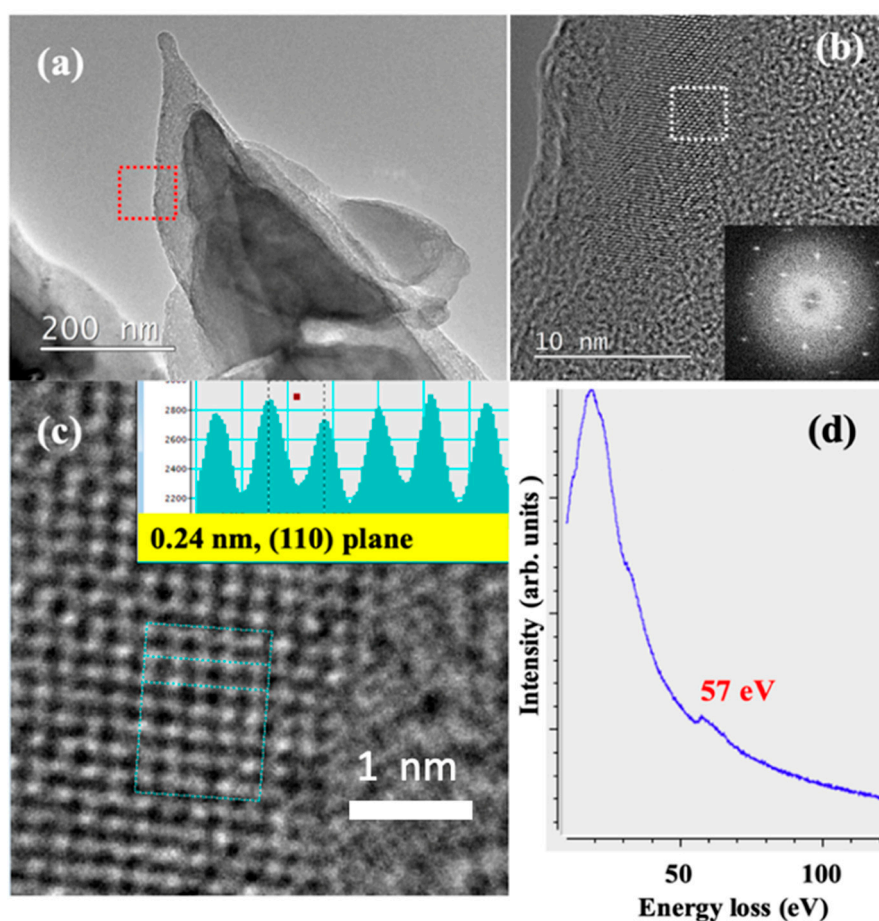 (a)
200 nm
(b)
10 nm
(c)
2800
2600
2400
2200
0.24 nm, (110) plane
1 nm
(d)
Intensity (arb. units )
57 eV
50
100
Energy loss (eV)